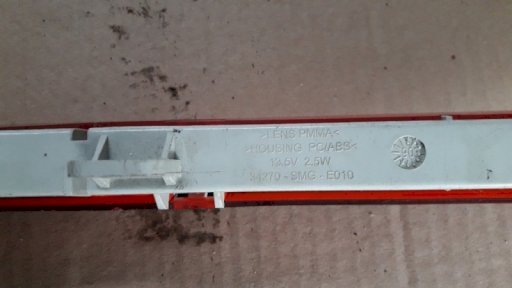 >LENS PMMA<
>HOUSING PC/ABS<
13.5V 2.5W
34270-SMG-E010